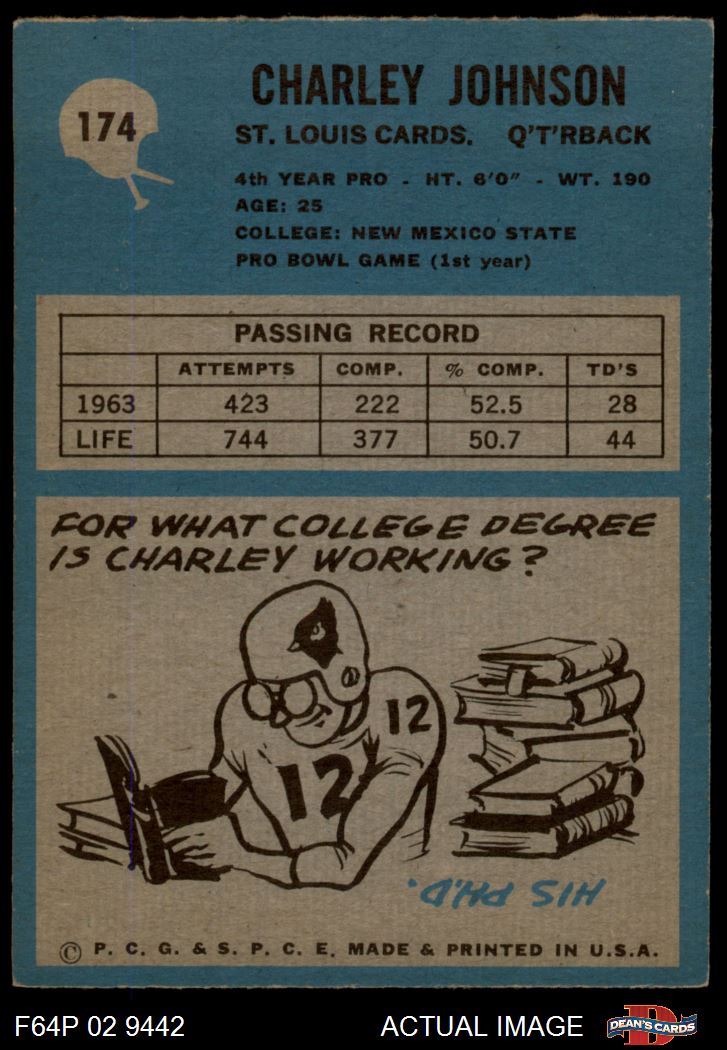 174
CHARLEY JOHNSON
ST. LOUIS CARDS. Q'T'RBACK
4th YEAR PRO - HT. 6'0" - WT. 190
AGE: 25
COLLEGE: NEW MEXICO STATE
PRO BOWL GAME (1st year)
PASSING RECORD
ATTEMPTS COMP. % COMP. TD'S
1963 423 222 52.5 28
LIFE 744 377 50.7 44
FOR WHAT COLLEGE DEGREE
IS CHARLEY WORKING?
12
12
HIS PH.D.
© P. C. G. & S. P. C. E. MADE & PRINTED IN U.S.A.
F64P 02 9442
ACTUAL IMAGE
D
DEAN'S CARDS